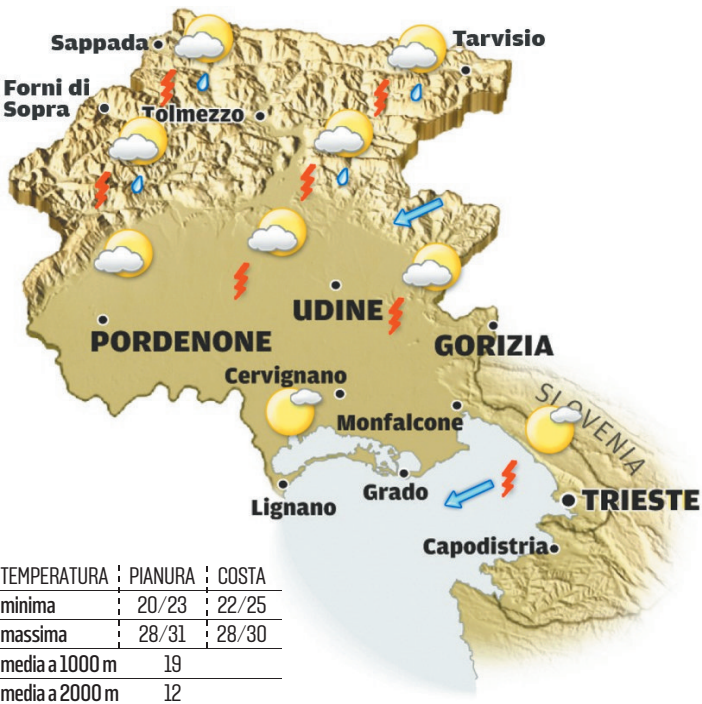 Sappada
Tarvisio
Forni di
Sopra
Tolmezzo
UDINE
PORDENONE
GORIZIA
Cervignano
SLOVENIA
Monfalcone
Grado
Lignano
TRIESTE
Capodistria
TEMPERATURA PIANURA COSTA
minima 20/23 22/25
massima 28/31 28/30
media a 1000 m 19
media a 2000 m 12